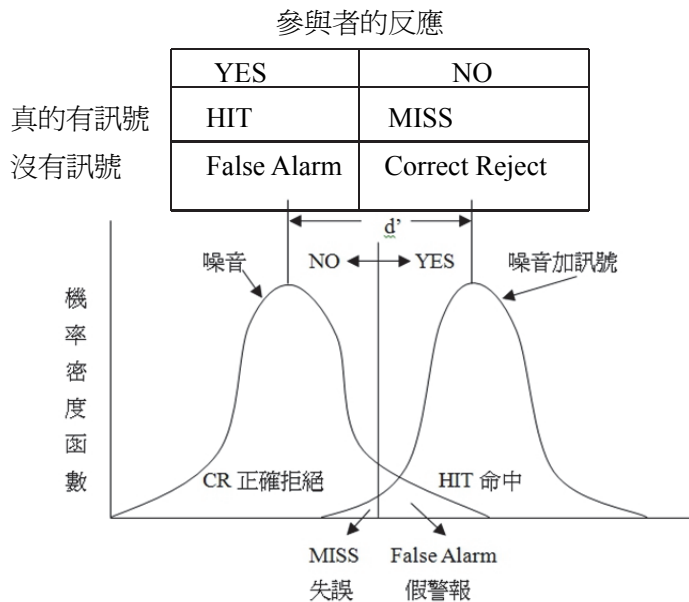 參與者的反應
YES NO
真的有訊號 HIT MISS
沒有訊號 False Alarm Correct Reject
d’
噪音 NO YES 噪音加訊號
機率密度函數
CR 正確拒絕 HIT 命中
MISS False Alarm
失誤 假警報